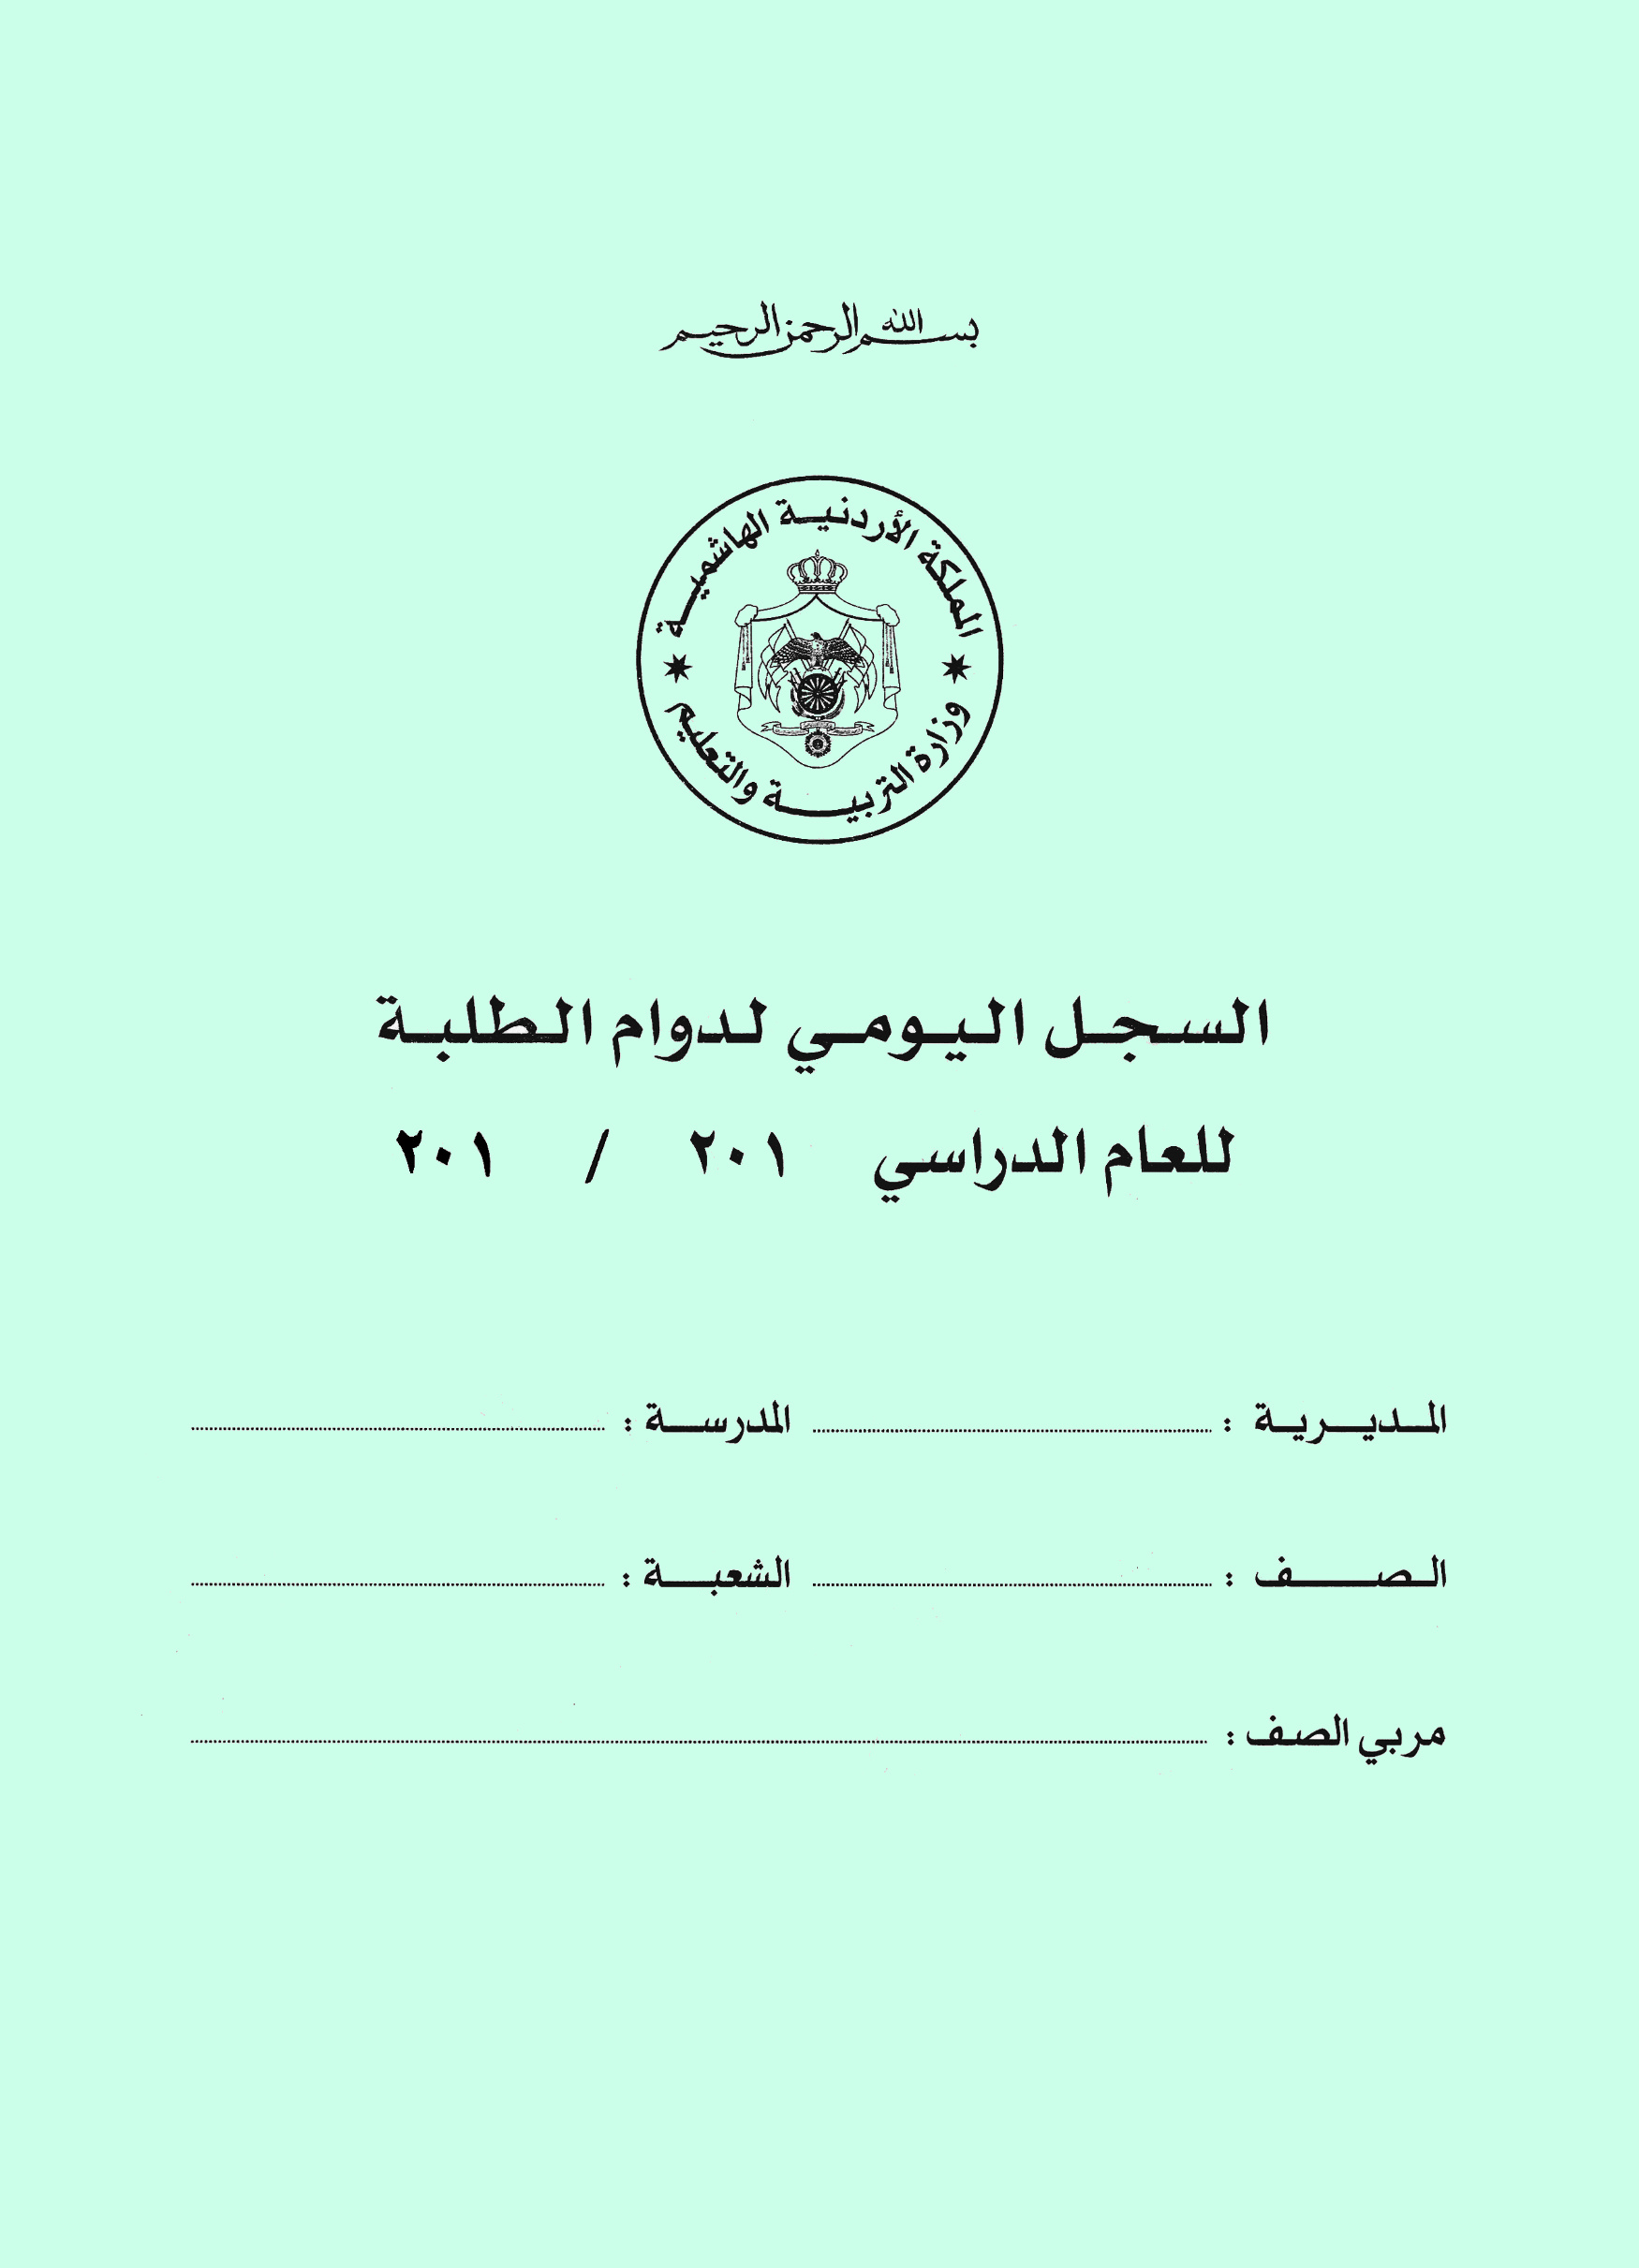 بسم الله الرحمن الرحيم
المملكة الأردنية الهاشمية
وزارة التربية والتعليم
السجل اليومي لدوام الطلبة
للعام الدراسي ٢٠١ / ٢٠١
المديرية : المدرسة :
الصف : الشعبة :
مربي الصف :